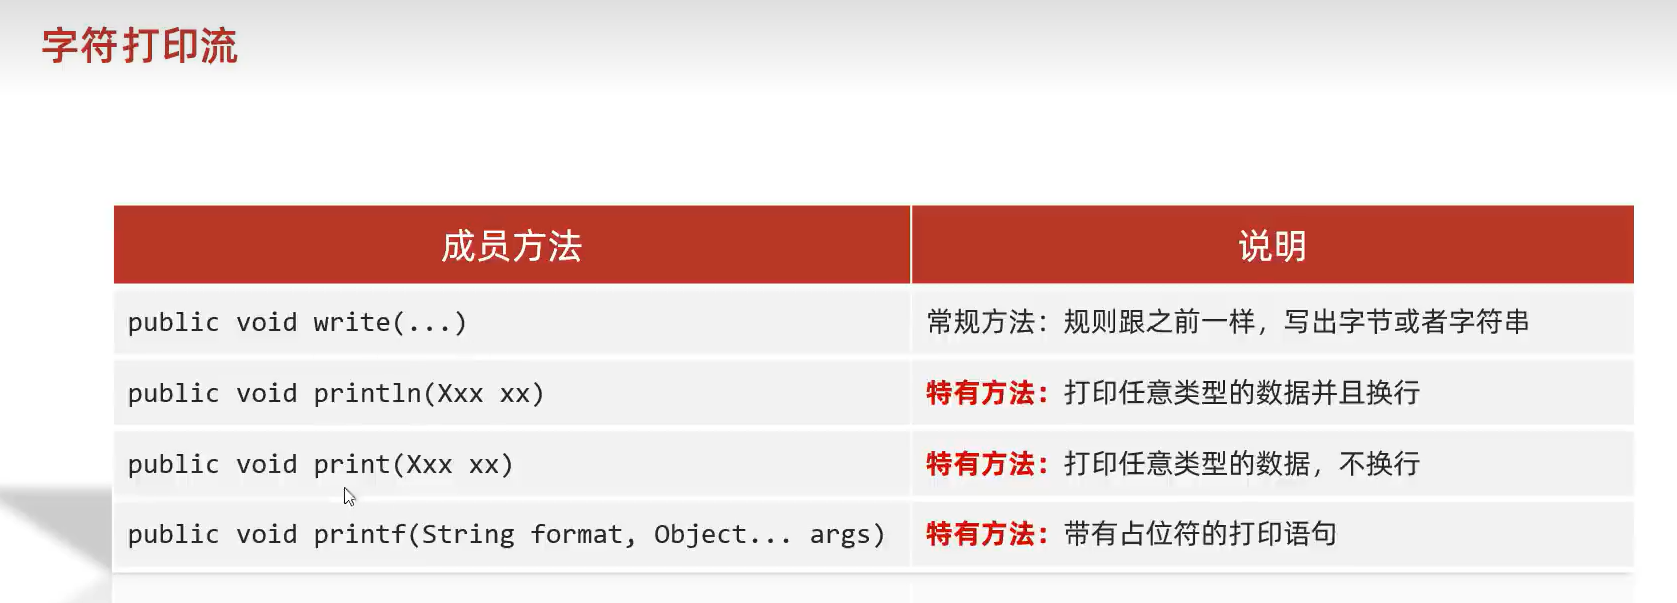 字符打印流
成员方法
说明
public void write(...)
常规方法：规则跟之前一样，写出字节或者字符串
public void println(Xxx xx)
特有方法：打印任意类型的数据并且换行
public void print(Xxx xx)
特有方法：打印任意类型的数据，不换行
public void printf(String format, Object... args)
特有方法：带有占位符的打印语句